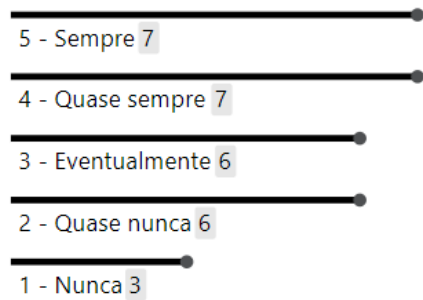 5 - Sempre 7
4 - Quase sempre 7
3 - Eventualmente 6
2 - Quase nunca 6
1 - Nunca 3